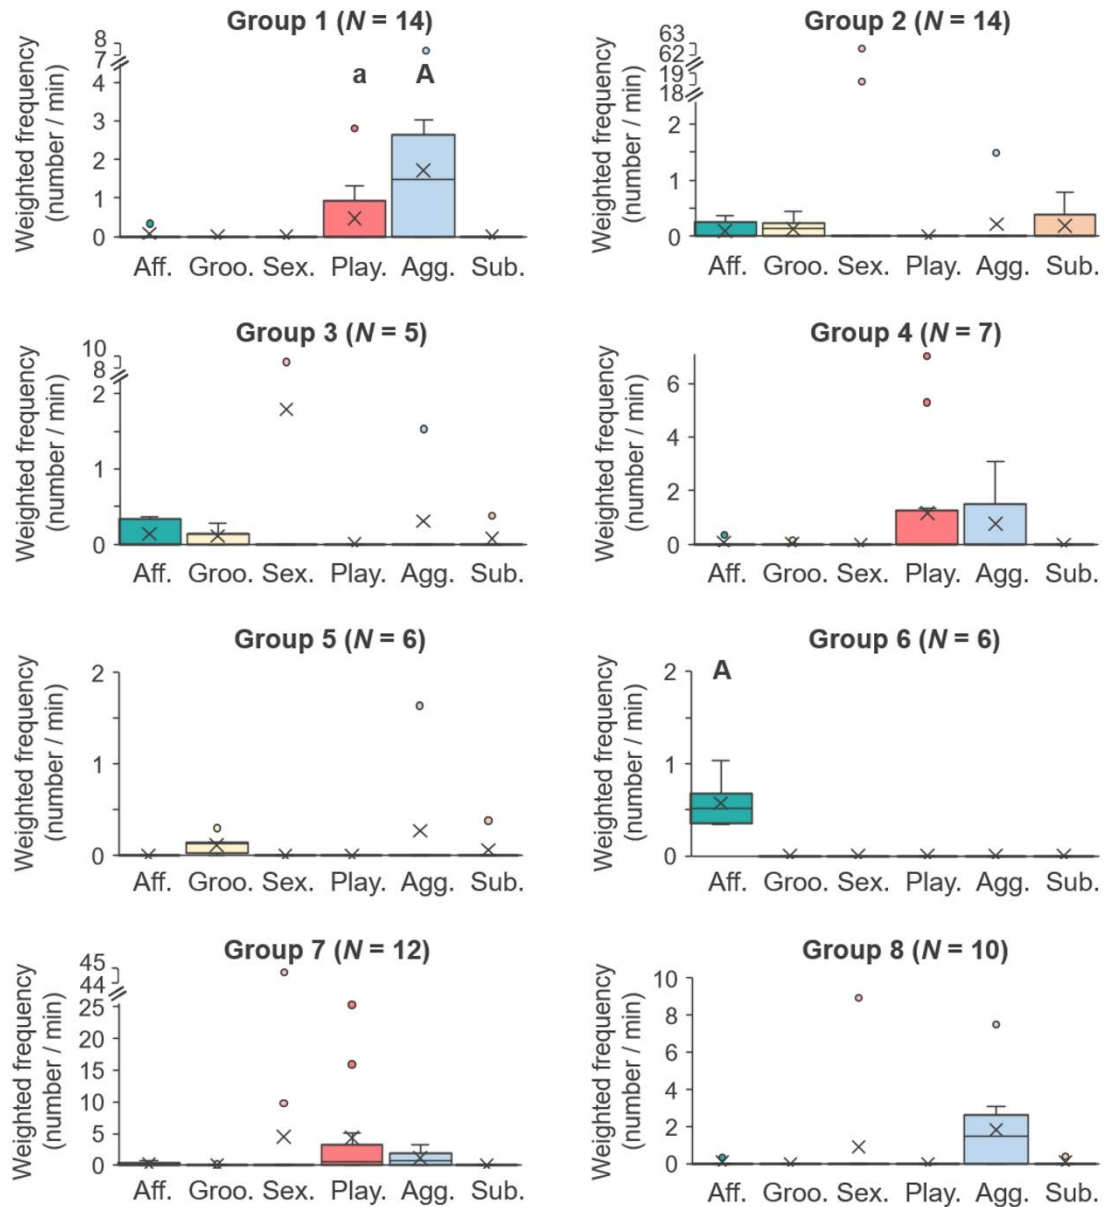 Group 1 (N = 14)
Weighted frequency
(number / min)
8
7
4
3
2
1
0
a
A
Aff. Groo. Sex. Play. Agg. Sub.
Group 2 (N = 14)
Weighted frequency
(number / min)
63
62
19
18
2
1
0
Aff. Groo. Sex. Play. Agg. Sub.
Group 3 (N = 5)
Weighted frequency
(number / min)
10
8
2
1
0
Aff. Groo. Sex. Play. Agg. Sub.
Group 4 (N = 7)
Weighted frequency
(number / min)
6
4
2
0
Aff. Groo. Sex. Play. Agg. Sub.
Group 5 (N = 6)
Weighted frequency
(number / min)
2
1
0
Aff. Groo. Sex. Play. Agg. Sub.
Group 6 (N = 6)
Weighted frequency
(number / min)
2
1
0
A
Aff. Groo. Sex. Play. Agg. Sub.
Group 7 (N = 12)
Weighted frequency
(number / min)
45
44
25
20
15
10
5
0
Aff. Groo. Sex. Play. Agg. Sub.
Group 8 (N = 10)
Weighted frequency
(number / min)
10
8
6
4
2
0
Aff. Groo. Sex. Play. Agg. Sub.